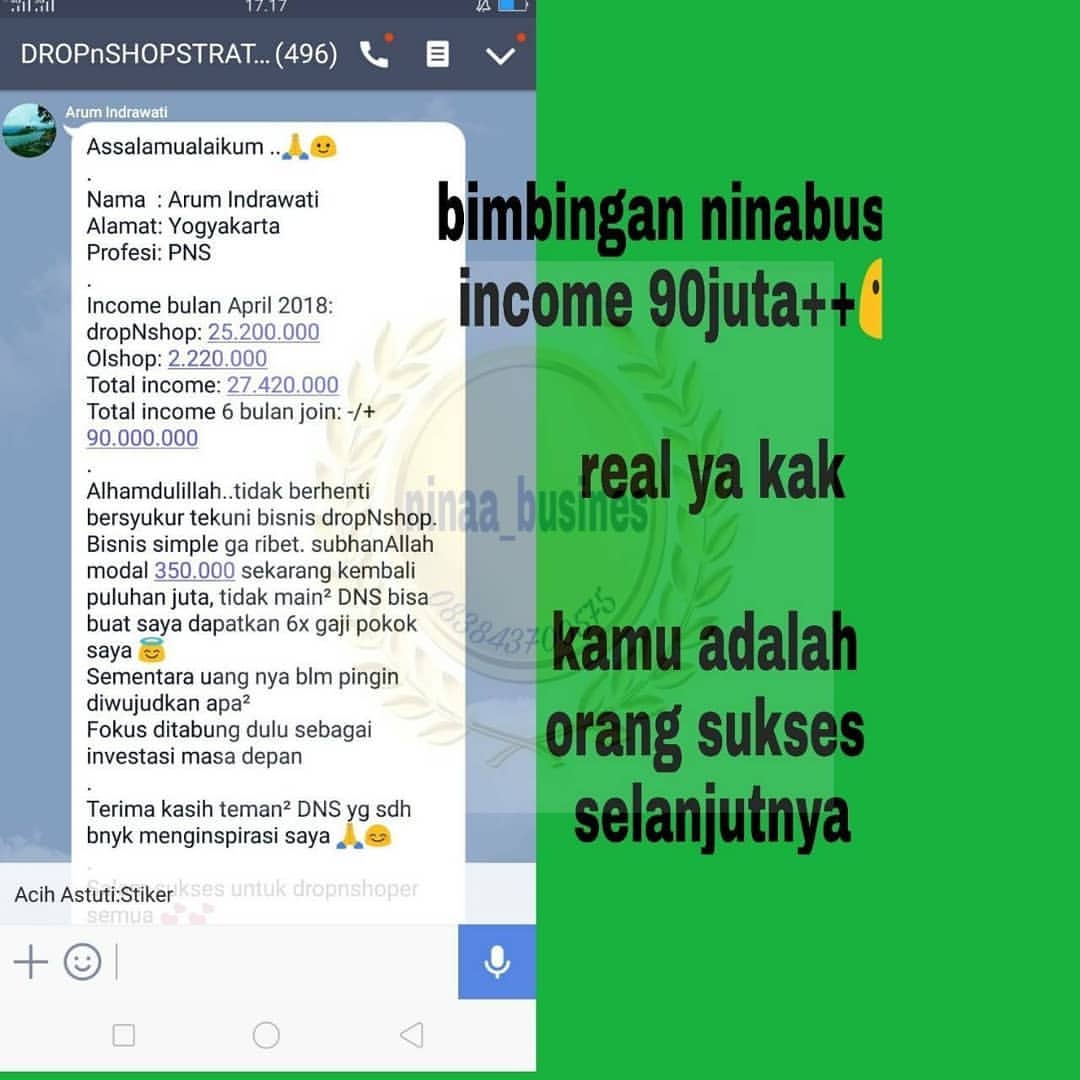 17.17
DROPnSHOPSTRAT... (496)
Arum Indrawati
Assalamualaikum ..🙏🙂
.
Nama : Arum Indrawati
Alamat: Yogyakarta
Profesi: PNS
.
Income bulan April 2018:
dropNshop: 25.200.000
Olshop: 2.220.000
Total income: 27.420.000
Total income 6 bulan join: -/+
90.000.000
.
Alhamdulillah..tidak berhenti
bersyukur tekuni bisnis dropNshop.
Bisnis simple ga ribet. subhanAllah
modal 350.000 sekarang kembali
puluhan juta, tidak main² DNS bisa
buat saya dapatkan 6x gaji pokok
saya 😇
Sementara uang nya blm pingin
diwujudkan apa²
Fokus ditabung dulu sebagai
investasi masa depan
.
Terima kasih teman² DNS yg sdh
bnyk menginspirasi saya 🙏😊
.
Salam sukses untuk dropnshoper
semua 💕💕
Acih Astuti:Stiker
bimbingan ninabus
income 90juta++
real ya kak
kamu adalah
orang sukses
selanjutnya
ninaa_busines